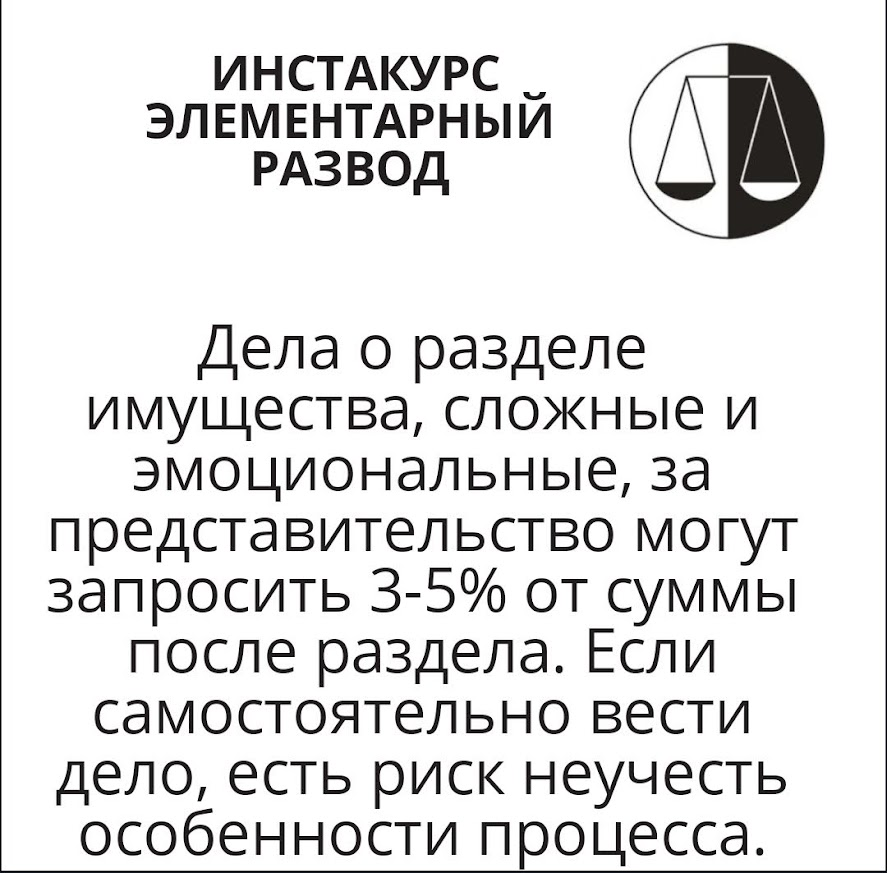 ИНСТАКУРС
ЭЛЕМЕНТАРНЫЙ
РАЗВОД
Дела о разделе
имущества, сложные и
эмоциональные, за
представительство могут
запросить 3-5% от суммы
после раздела. Если
самостоятельно вести
дело, есть риск неучесть
особенности процесса.